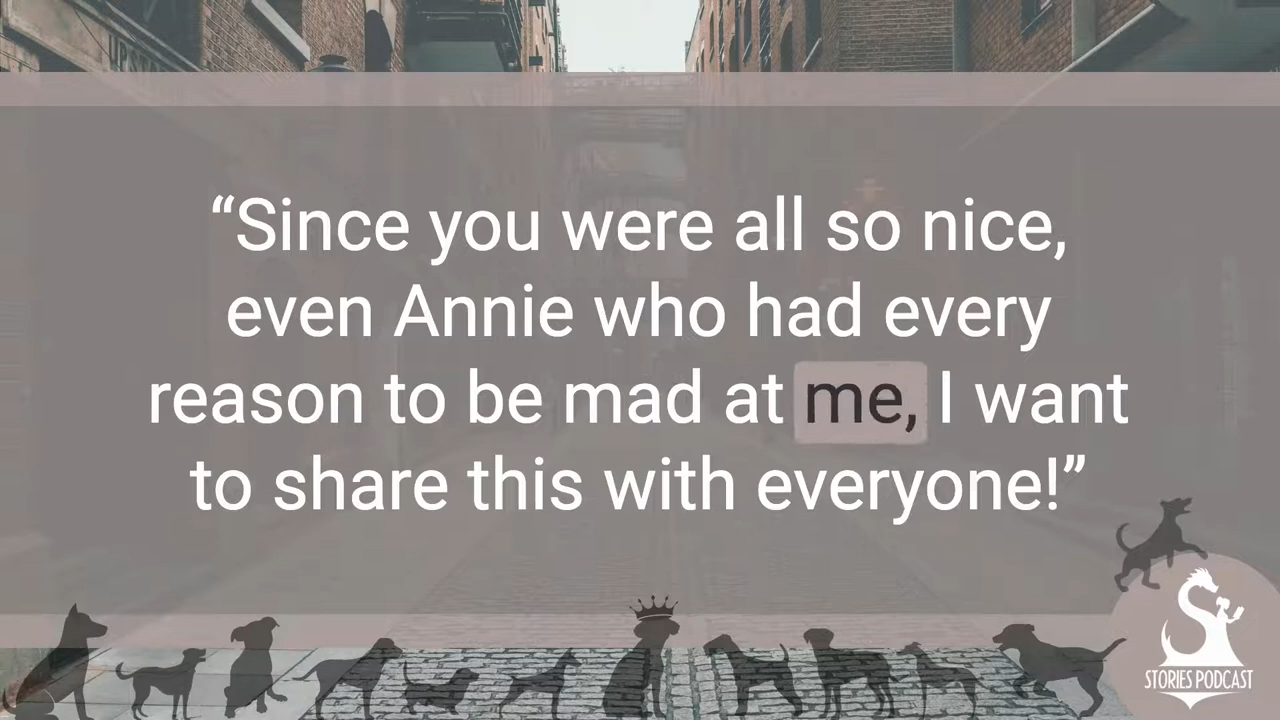 “Since you were all so nice,
even Annie who had every
reason to be mad at me, I want
to share this with everyone!”
STORIES PODCAST